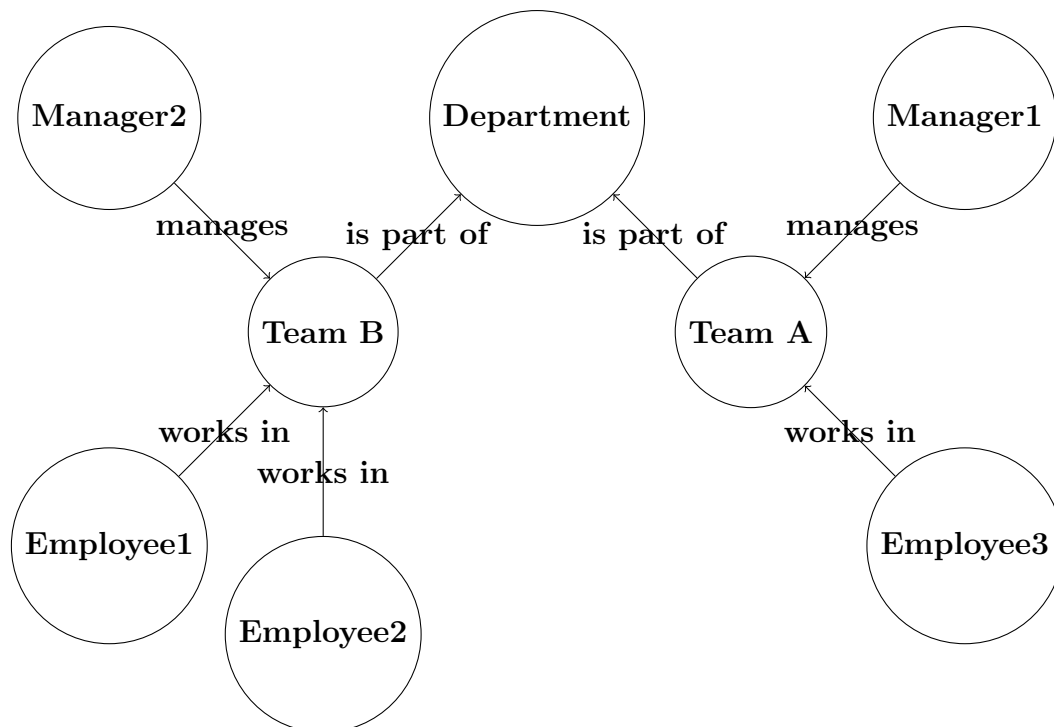 Manager2
Department
Manager1
manages
is part of
is part of
manages
Team B
Team A
works in
works in
works in
Employee1
Employee3
Employee2